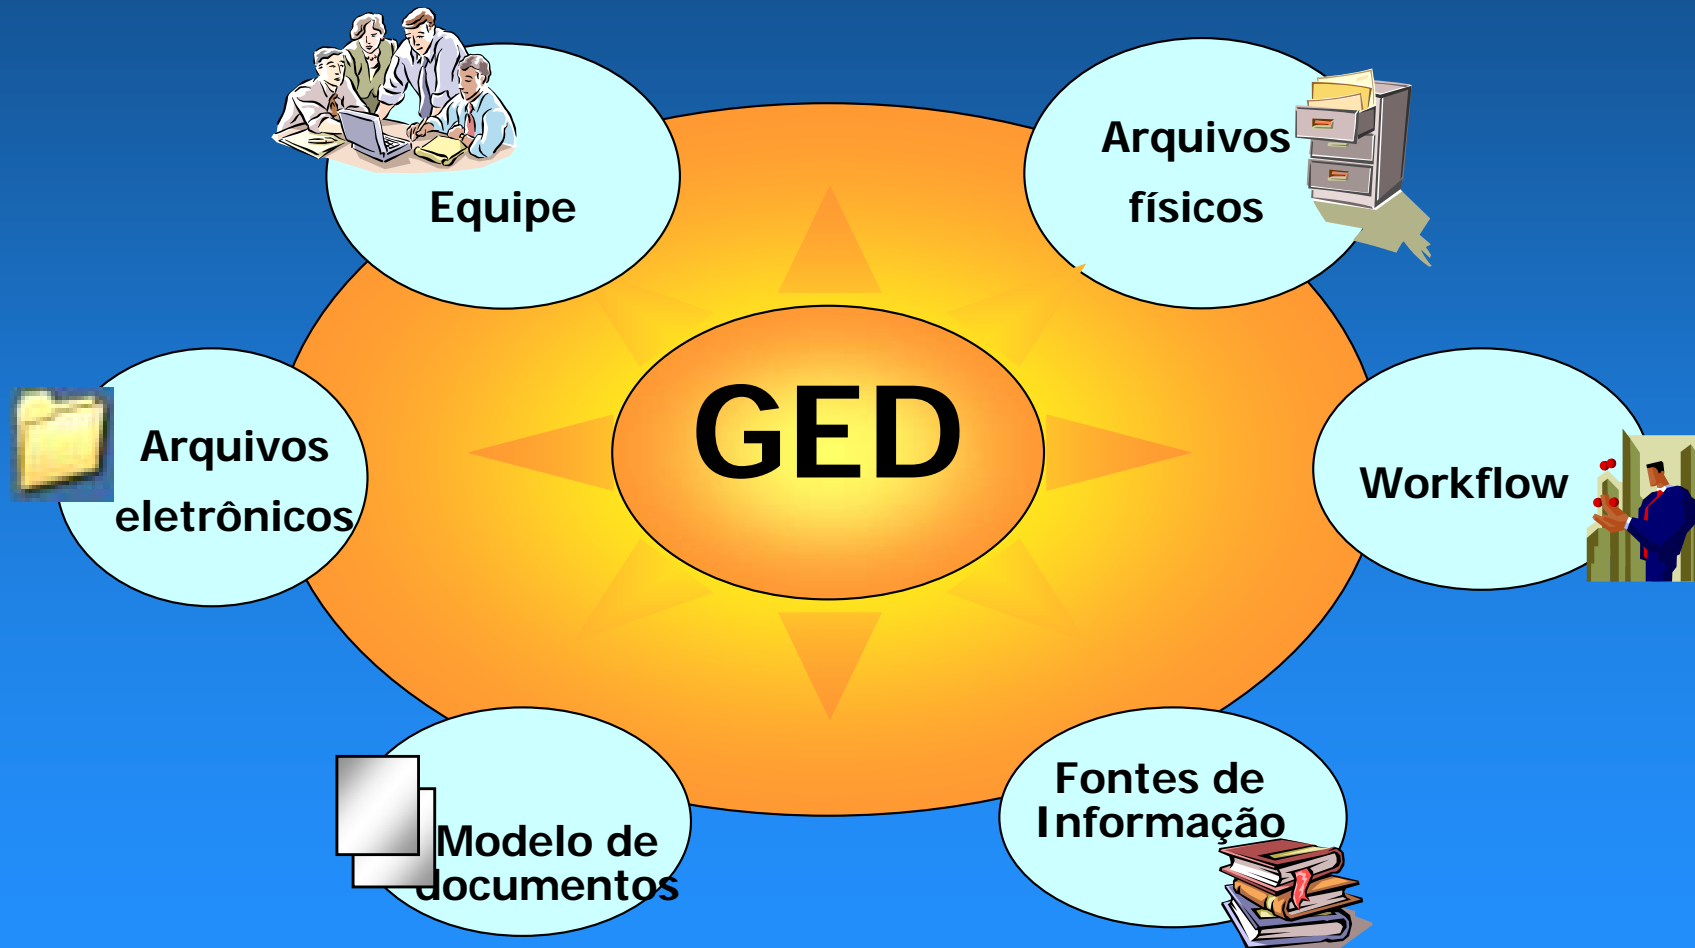 Equipe
Arquivos
físicos
GED
Arquivos
eletrônicos
Workflow
Modelo de
documentos
Fontes de
Informação